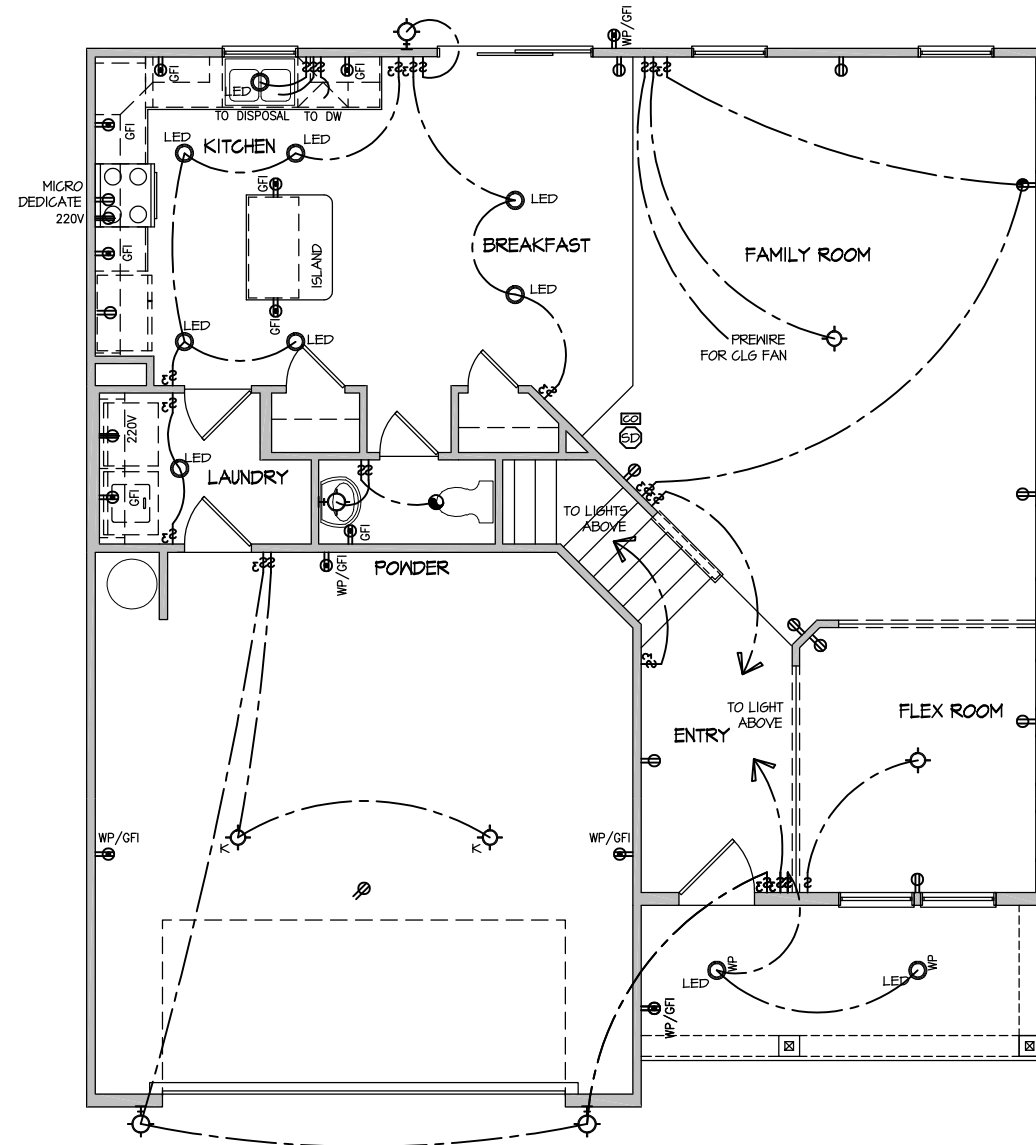 WP/GFI
GFI
GFI
LED
TO DISPOSAL
TO DW
GFI
LED
KITCHEN
LED
MICRO
DEDICATE
220V
GFI
LED
GFI
BREAKFAST
FAMILY ROOM
ISLAND
LED
GFI
LED
LED
PREWIRE
FOR CLG FAN
220V
CO
SD
LED
LAUNDRY
GFI
TO LIGHTS
ABOVE
GFI
POWDER
WP/GFI
TO LIGHT
ABOVE
FLEX ROOM
ENTRY
WP/GFI
WP/GFI
K
K
WP
WP
LED
LED
WP/GFI